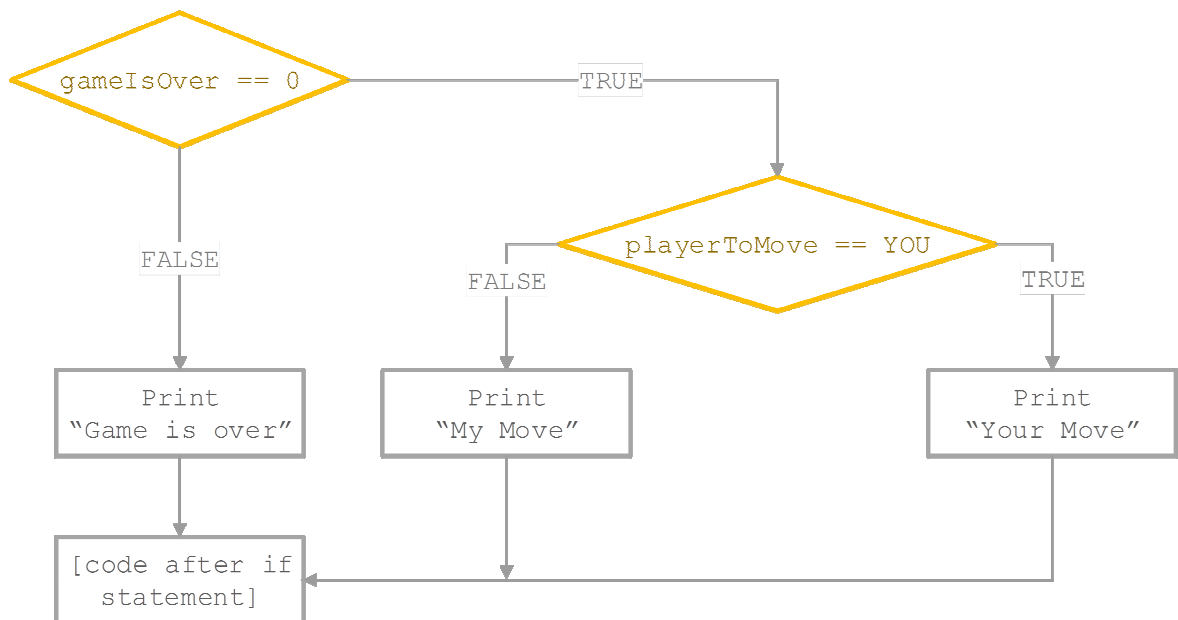 gameIsOver == 0
TRUE
playerToMove == YOU
FALSE
FALSE
TRUE
Print
“Game is over”
Print
“My Move”
Print
“Your Move”
[code after if
statement]